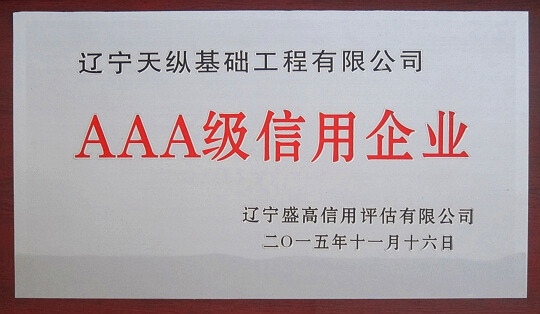 辽宁天纵基础工程有限公司
AAA级信用企业
辽宁盛高信用评估有限公司
二〇一五年十一月十六日